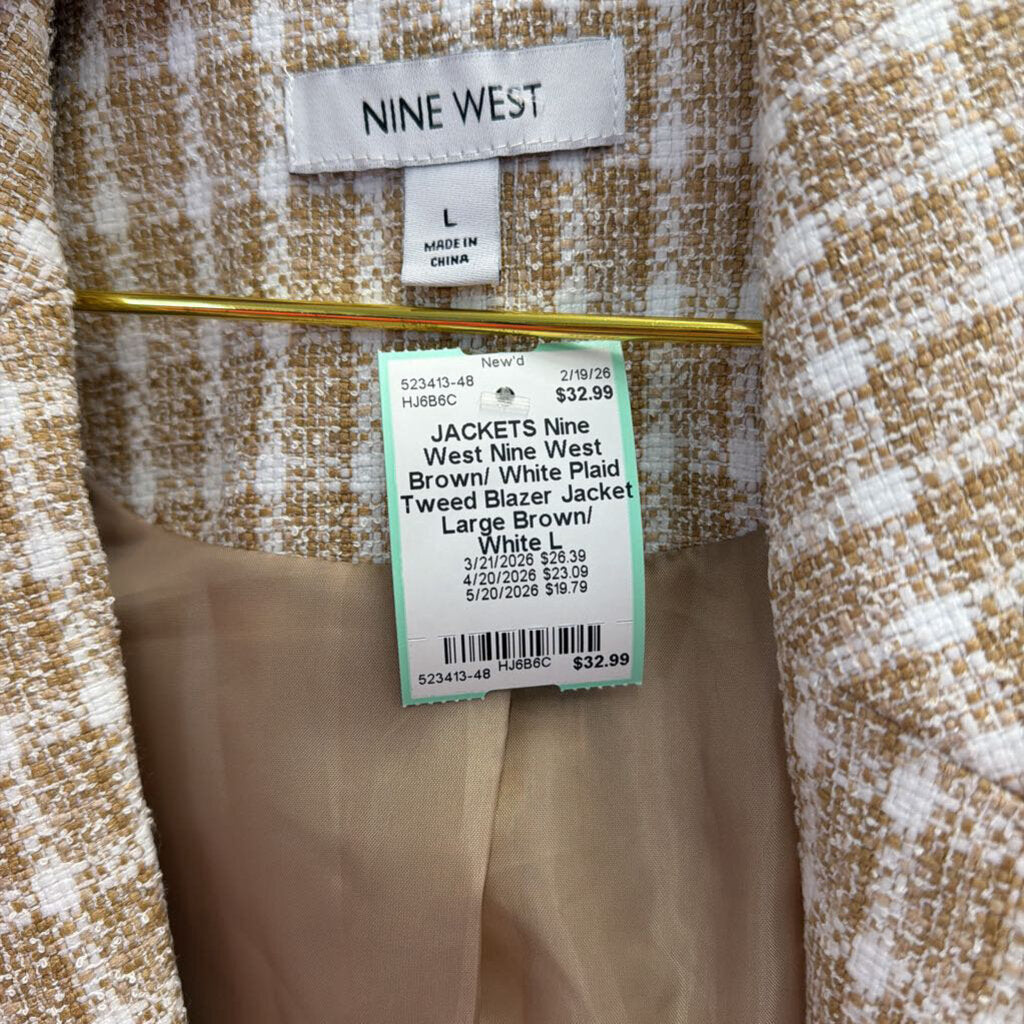 NINE WEST
L
MADE IN
CHINA
New'd
523413-48 2/19/26
HJ6B6C $32.99
JACKETS Nine
West Nine West
Brown/ White Plaid
Tweed Blazer Jacket
Large Brown/
White L
3/21/2026 $26.39
4/20/2026 $23.09
5/20/2026 $19.79
523413-48 HJ6B6C $32.99